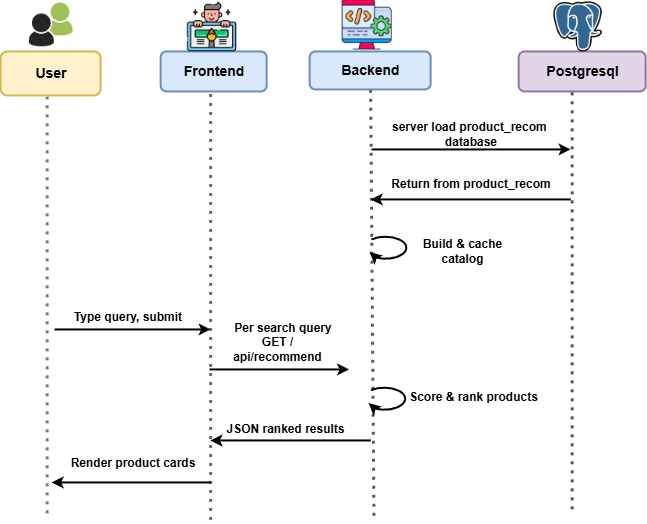 User
Frontend
Backend
Postgresql
server load product_recom
database
Return from product_recom
Build & cache
catalog
Type query, submit
Per search query
GET /
api/recommend
Score & rank products
JSON ranked results
Render product cards